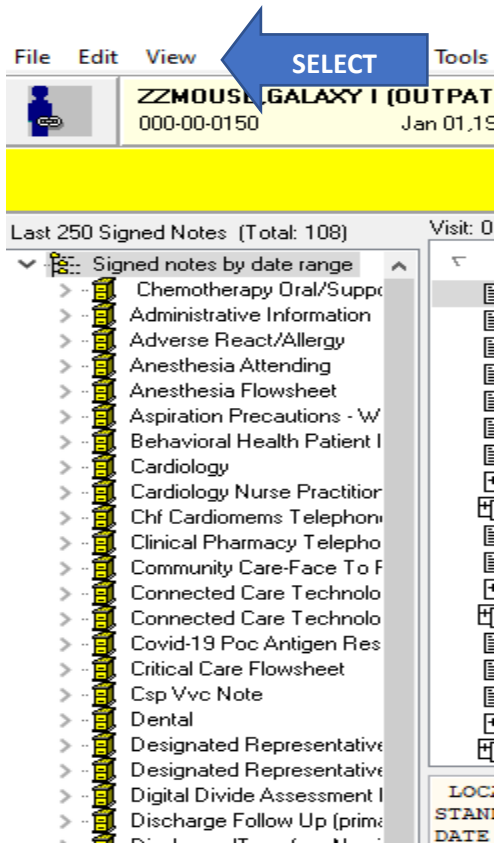 File Edit View SELECT Tools
ZZMOUSE,GALAXY I (OUTPAT
000-00-0150 Jan 01,19
Last 250 Signed Notes (Total: 108) Visit: 0
Signed notes by date range
Chemotherapy Oral/Suppo
Administrative Information
Adverse React/Allergy
Anesthesia Attending
Anesthesia Flowsheet
Aspiration Precautions - W
Behavioral Health Patient I
Cardiology
Cardiology Nurse Practition
Chf Cardiomems Telephon
Clinical Pharmacy Telepho
Community Care-Face To F
Connected Care Technolo
Connected Care Technolo
Covid-19 Poc Antigen Res
Critical Care Flowsheet
Csp Vvc Note
Dental
Designated Representative
Designated Representative
Digital Divide Assessment I
Discharge Follow Up (prima
LOCA
STAND
DATE